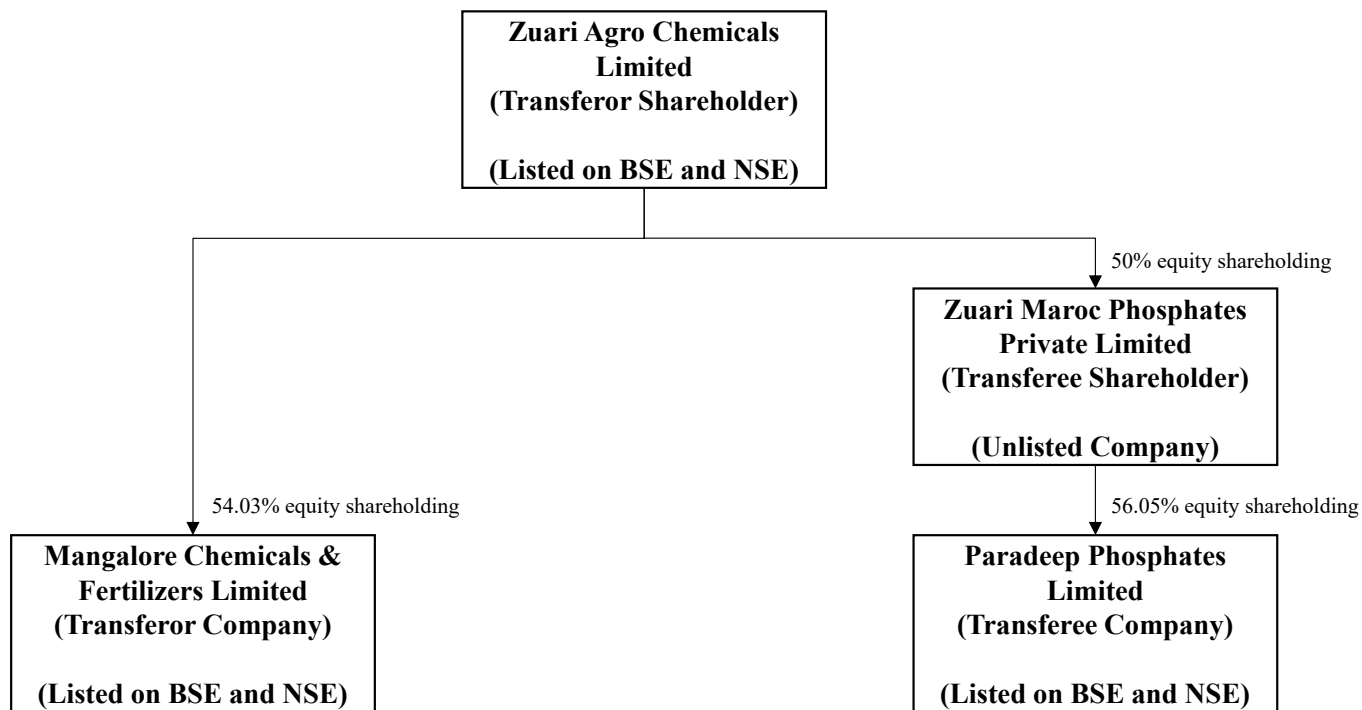 Zuari Agro Chemicals
Limited
(Transferor Shareholder)
(Listed on BSE and NSE)
50% equity shareholding
Zuari Maroc Phosphates
Private Limited
(Transferee Shareholder)
(Unlisted Company)
54.03% equity shareholding
56.05% equity shareholding
Mangalore Chemicals &
Fertilizers Limited
(Transferor Company)
(Listed on BSE and NSE)
Paradeep Phosphates
Limited
(Transferee Company)
(Listed on BSE and NSE)